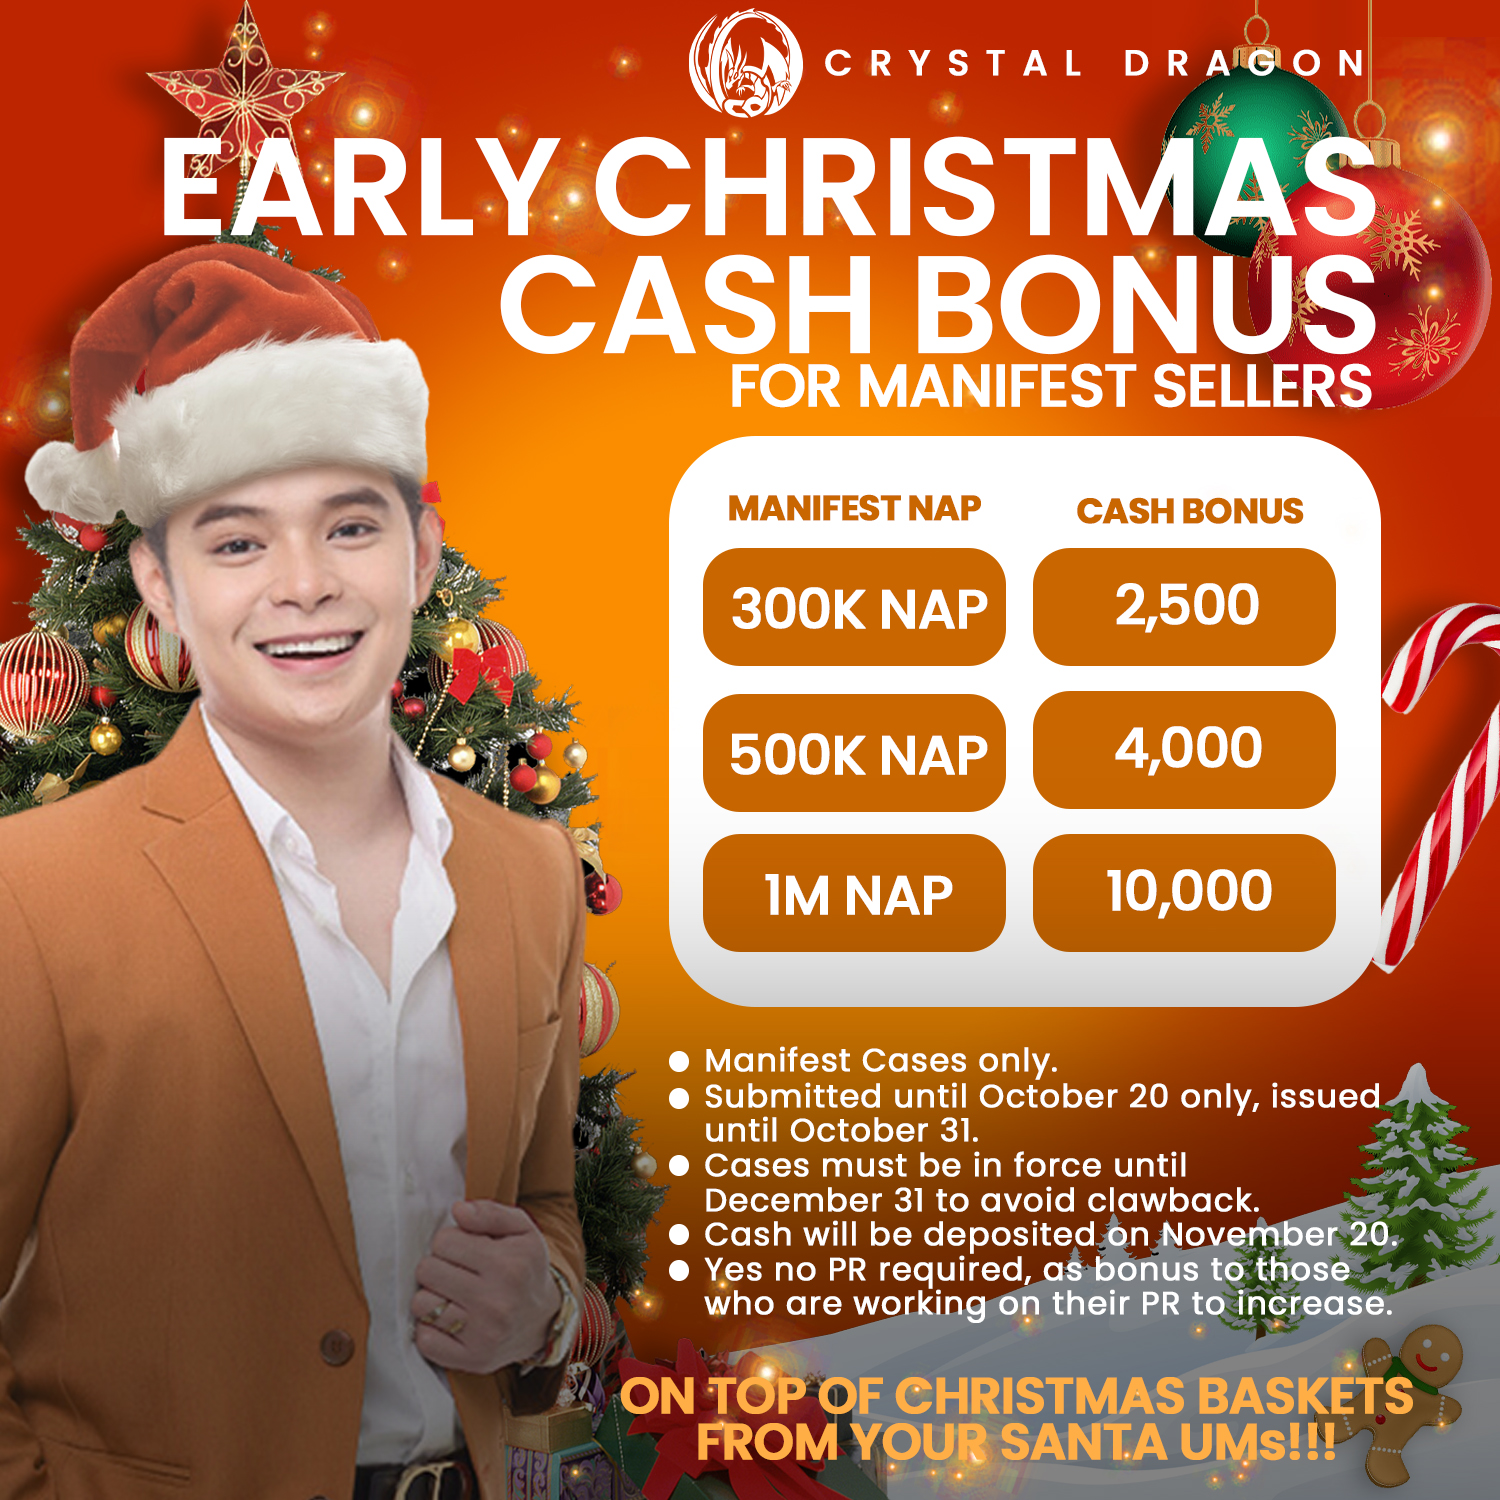 CRYSTAL DRAGON
EARLY CHRISTMAS
CASH BONUS
FOR MANIFEST SELLERS
MANIFEST NAP CASH BONUS
300K NAP 2,500
500K NAP 4,000
1M NAP 10,000
● Manifest Cases only.
● Submitted until October 20 only, issued
until October 31.
● Cases must be in force until
December 31 to avoid clawback.
● Cash will be deposited on November 20.
● Yes no PR required, as bonus to those
who are working on their PR to increase.
ON TOP OF CHRISTMAS BASKETS
FROM YOUR SANTA UMs!!!